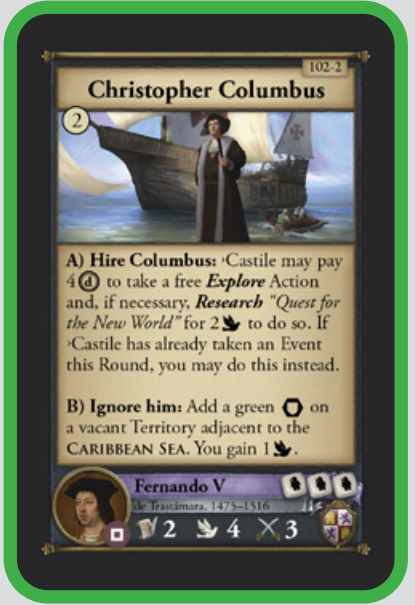 102-2
Christopher Columbus
2
A) Hire Columbus: ›Castile may pay
4 d to take a free Explore Action
and, if necessary, Research "Quest for
the New World" for 2 to do so. If
›Castile has already taken an Event
this Round, you may do this instead.
B) Ignore him: Add a green on
a vacant Territory adjacent to the
CARIBBEAN SEA. You gain 1 .
Fernando V
de Trastámara, 1475–1516
2 4 3